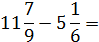 11 7/9 − 5 1/6 =